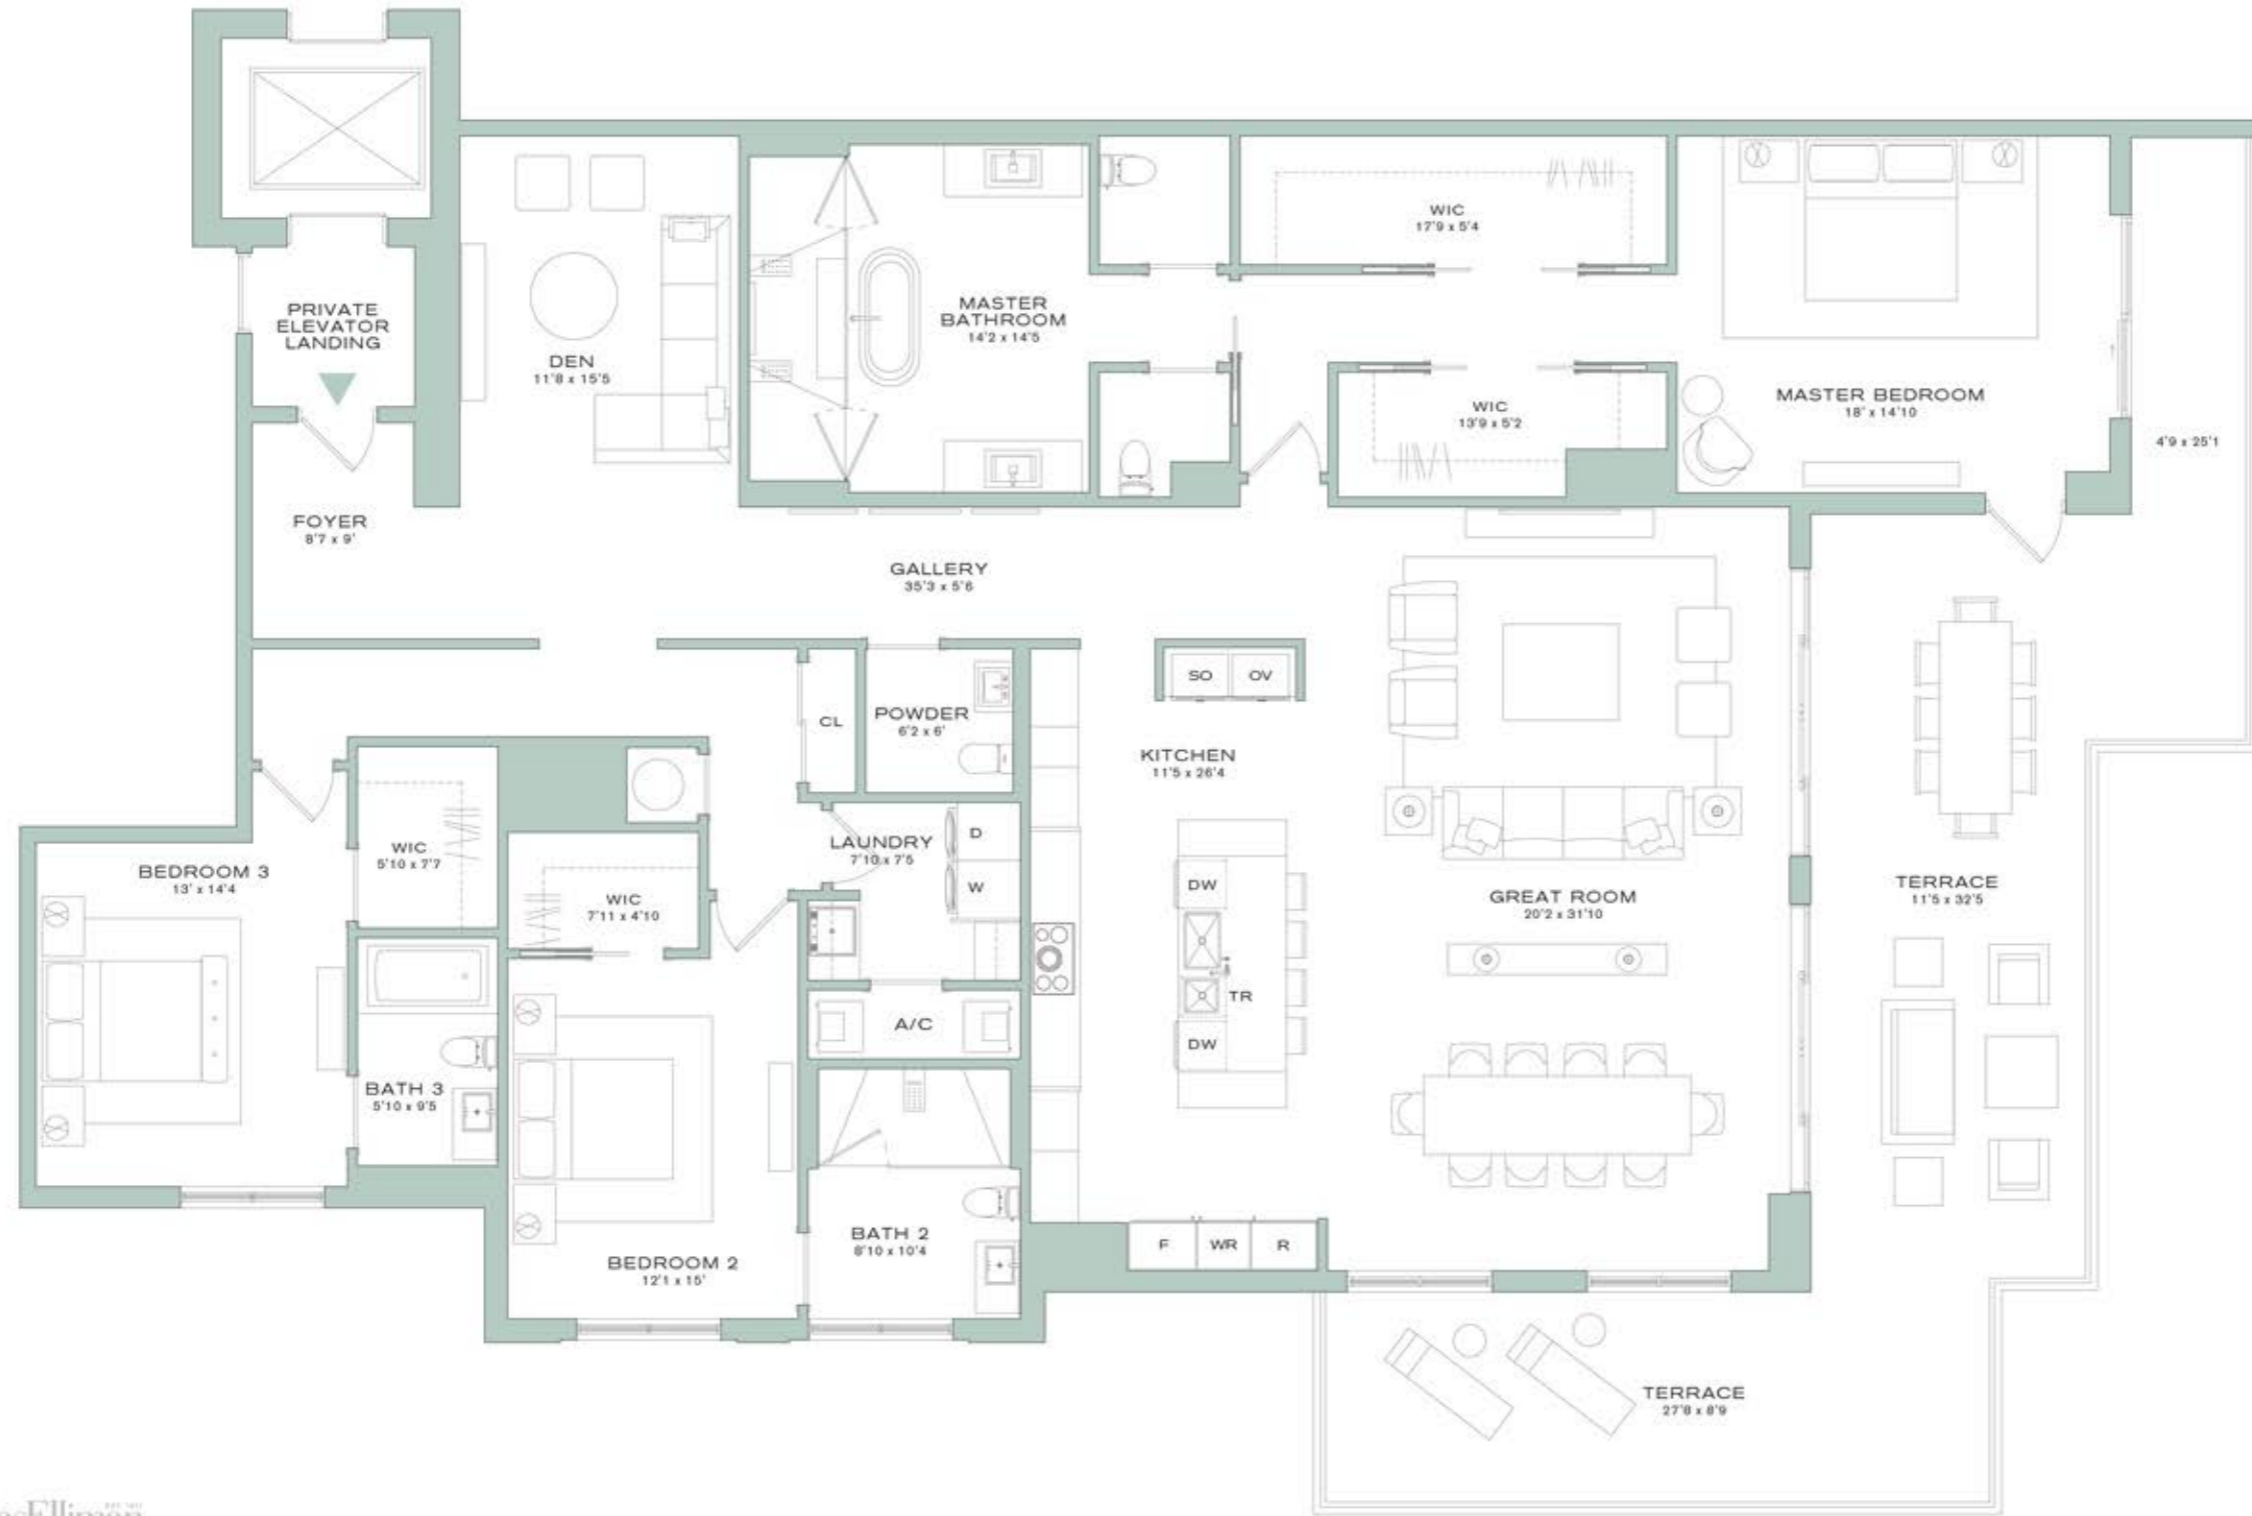 PRIVATE
ELEVATOR
LANDING
DEN
11'8 x 15'5
MASTER
BATHROOM
14'2 x 14'5
WIC
17'9 x 5'4
WIC
13'9 x 5'2
MASTER BEDROOM
18' x 14'10
4'9 x 25'1
FOYER
8'7 x 9'
GALLERY
35'3 x 5'6
SO OV
CL
POWDER
6'2 x 6'
KITCHEN
11'5 x 26'4
LAUNDRY
7'10 x 7'5
D
W
WIC
5'10 x 7'7
BEDROOM 3
13' x 14'4
WIC
7'11 x 4'10
DW
TR
DW
GREAT ROOM
20'2 x 31'10
TERRACE
11'5 x 32'5
A/C
BATH 3
5'10 x 9'5
BATH 2
8'10 x 10'4
BEDROOM 2
12'1 x 15'
F WR R
TERRACE
27'8 x 8'9